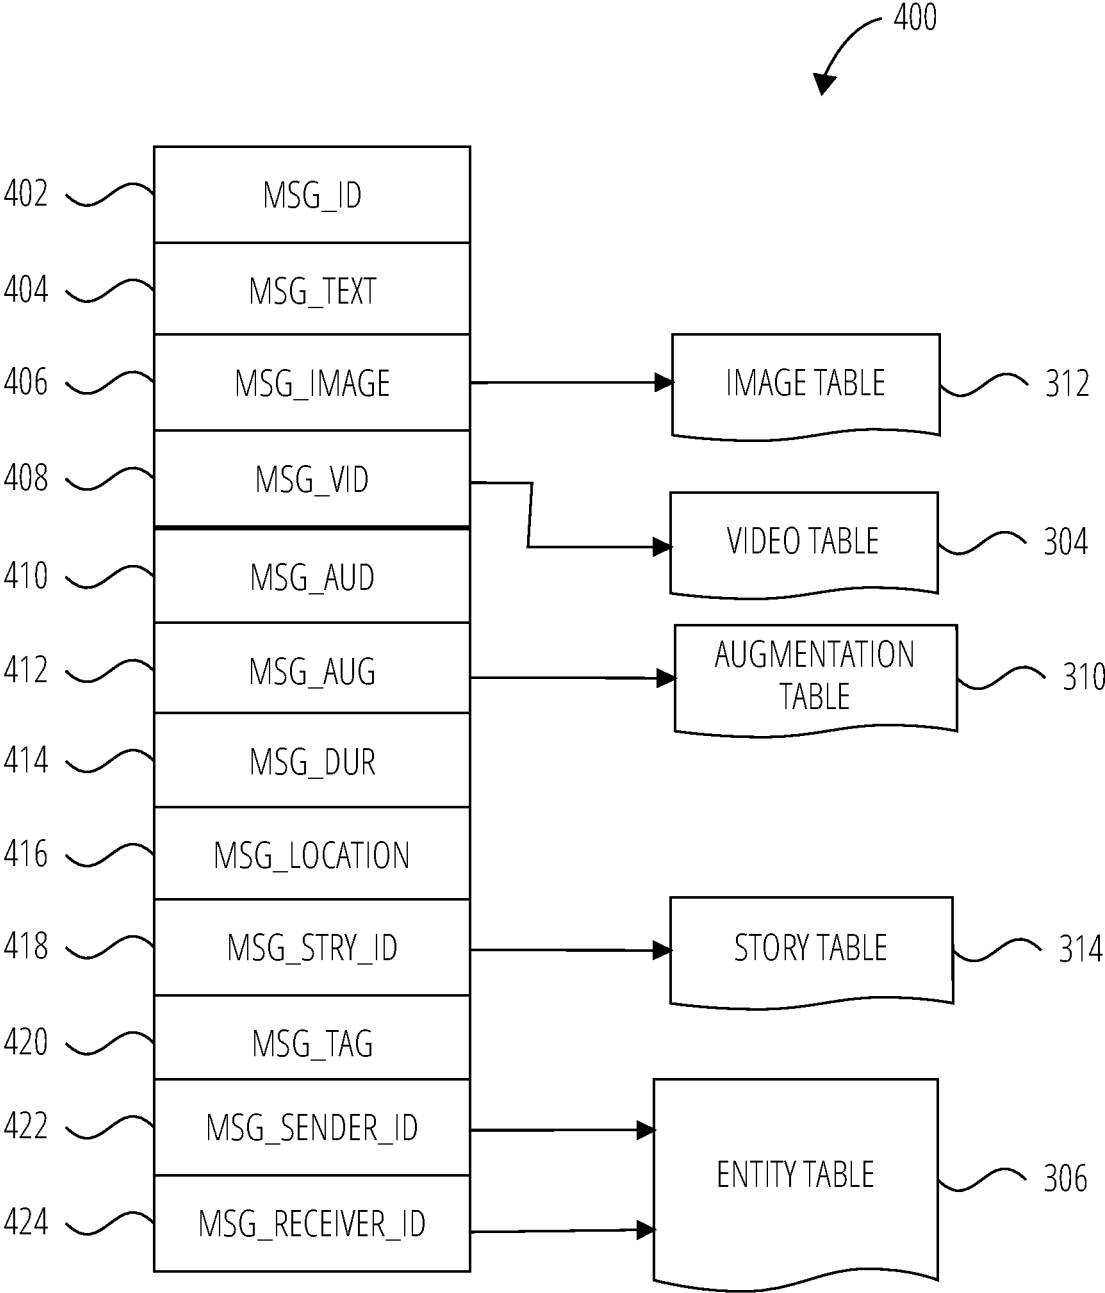 400
402 MSG_ID
404 MSG_TEXT
406 MSG_IMAGE IMAGE TABLE 312
408 MSG_VID
VIDEO TABLE 304
410 MSG_AUD
AUGMENTATION
TABLE 310
412 MSG_AUG
414 MSG_DUR
416 MSG_LOCATION
418 MSG_STRY_ID STORY TABLE 314
420 MSG_TAG
422 MSG_SENDER_ID
ENTITY TABLE 306
424 MSG_RECEIVER_ID